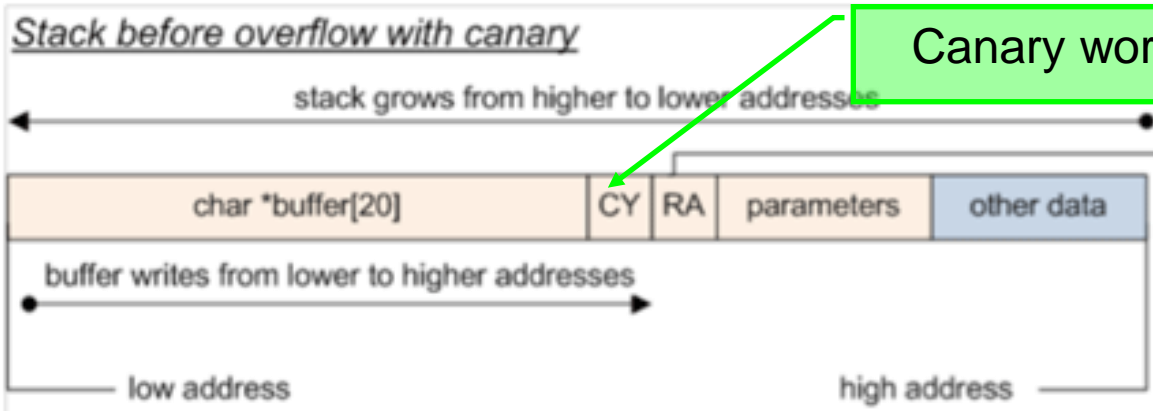 Stack before overflow with canary
Canary wor
stack grows from higher to lower addresses
char *buffer[20]
CY
RA
parameters
other data
buffer writes from lower to higher addresses
low address
high address